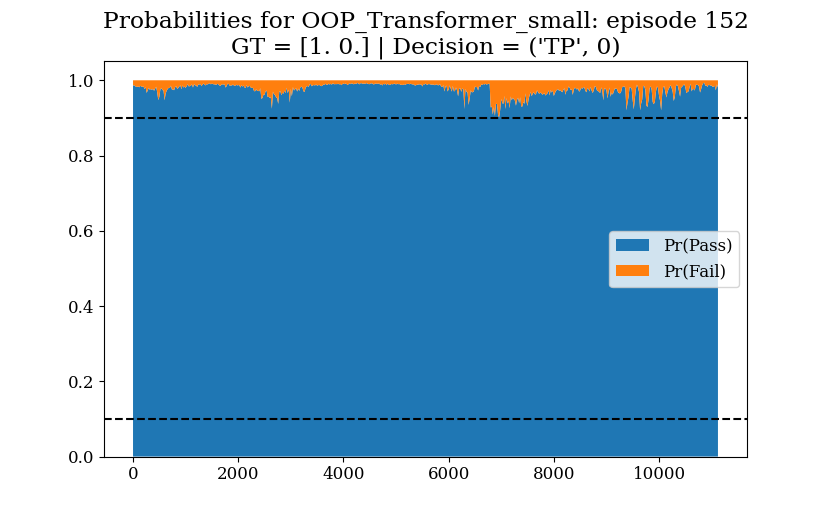 Probabilities for OOP_Transformer_small: episode 152
GT = [1. 0.] | Decision = ('TP', 0)
1.0
0.8
0.6
0.4
0.2
0.0
Pr(Pass)
Pr(Fail)
0 2000 4000 6000 8000 10000